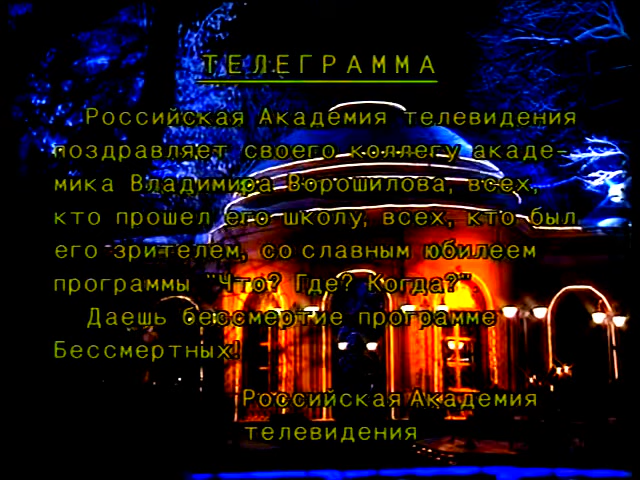 ТЕЛЕГРАММА
Российская Академия телевидения
поздравляет своего коллегу акаде-
мика Владимира Ворошилова, всех,
кто прошел его школу, всех, кто был
его зрителем, со славным юбилеем
программы "Что? Где? Когда?"
Даешь бессмертие программе
Бессмертных!
Российская Академия
телевидения